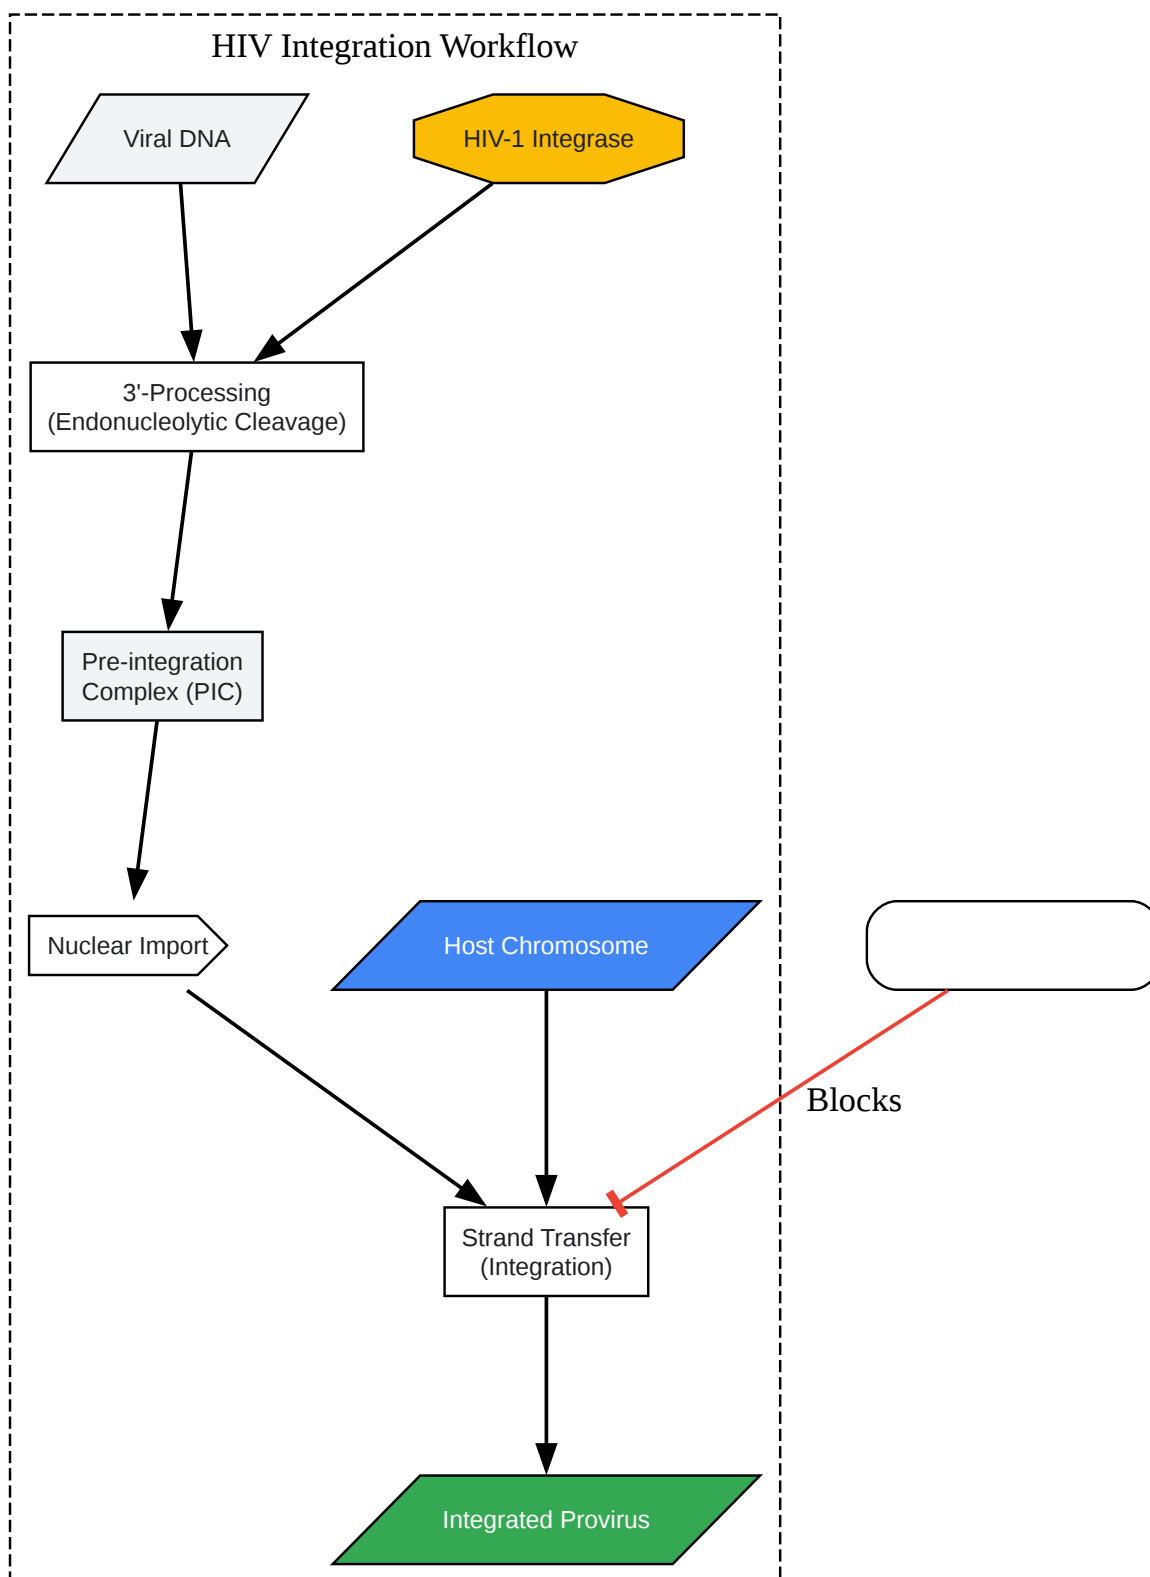 HIV Integration Workflow
Viral DNA
HIV-1 Integrase
3'-Processing
(Endonucleolytic Cleavage)
Pre-integration
Complex (PIC)
Nuclear Import
Host Chromosome
Blocks
Strand Transfer
(Integration)
Integrated Provirus